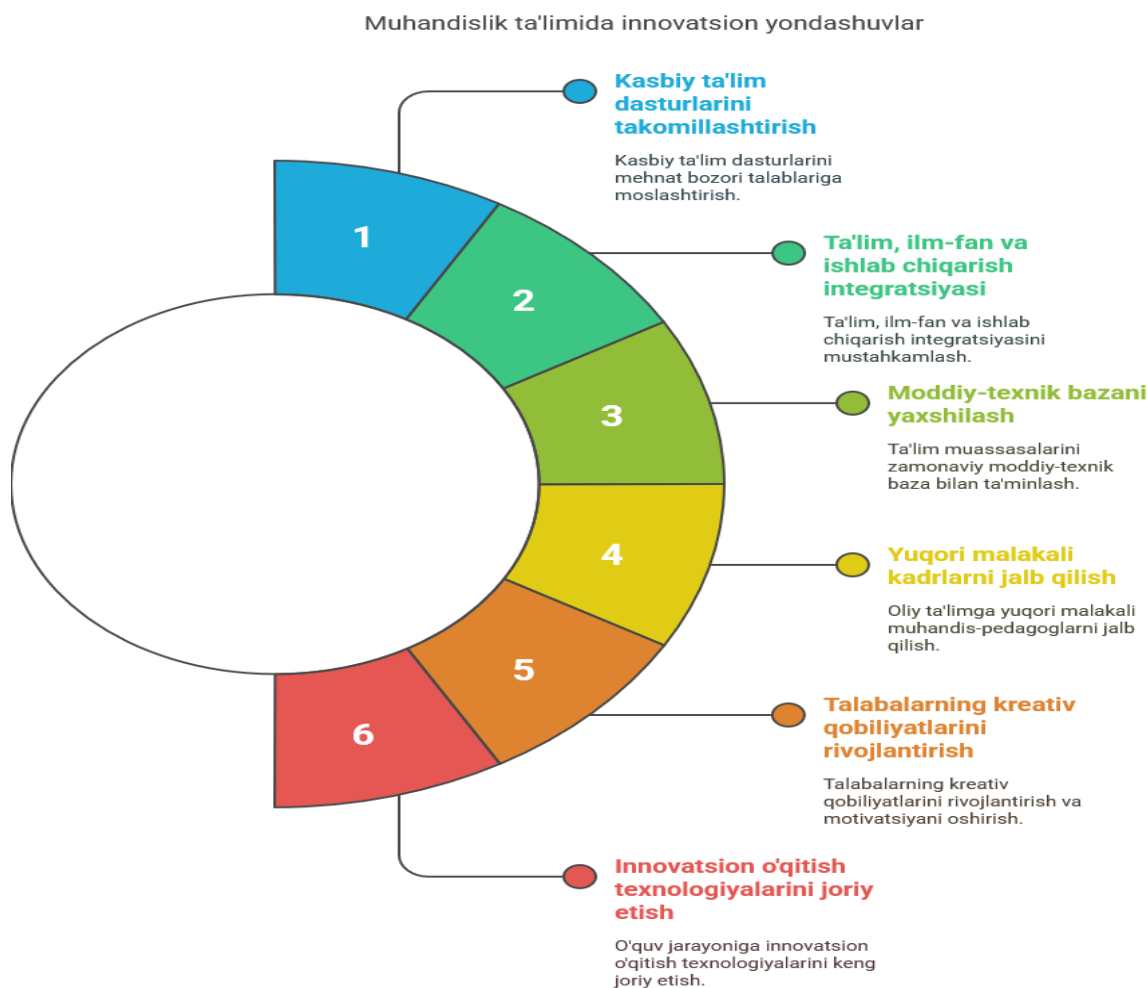 Muhandislik ta'limida innovatsion yondashuvlar
1
Kasbiy ta'lim
dasturlarini
takomillashtirish
Kasbiy ta'lim dasturlarini
mehnat bozori talablariga
moslashtirish.
2
Ta'lim, ilm-fan va
ishlab chiqarish
integratsiyasi
Ta'lim, ilm-fan va ishlab
chiqarish integratsiyasini
mustahkamlash.
3
Moddiy-texnik bazani
yaxshilash
Ta'lim muassasalarini
zamonaviy moddiy-texnik
baza bilan ta'minlash.
4
Yuqori malakali
kadrlarni jalb qilish
Oliy ta'limga yuqori malakali
muhandis-pedagoglarni jalb
qilish.
5
Talabalarning kreativ
qobiliyatlarini
rivojlantirish
Talabalarning kreativ
qobiliyatlarini rivojlantirish va
motivatsiyani oshirish.
6
Innovatsion o'qitish
texnologiyalarini joriy
etish
O'quv jarayoniga innovatsion
o'qitish texnologiyalarini keng
joriy etish.